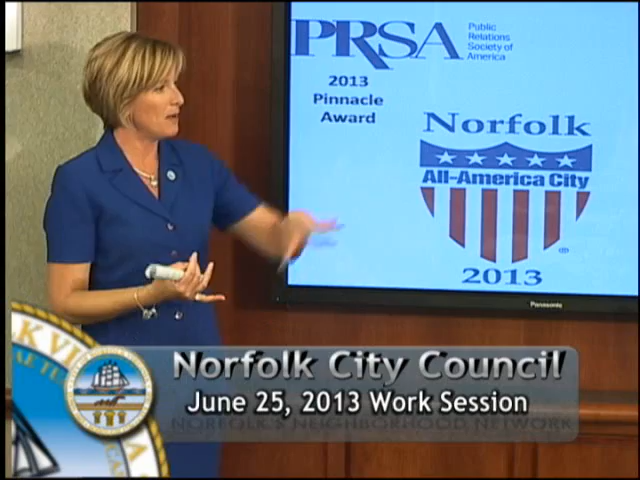 PRSA
Public
Relations
Society of
America
2013
Pinnacle
Award
Norfolk
All-America City
®
2013
Panasonic
Norfolk City Council
June 25, 2013 Work Session
NORFOLK'S NEIGHBORHOOD NETWORK